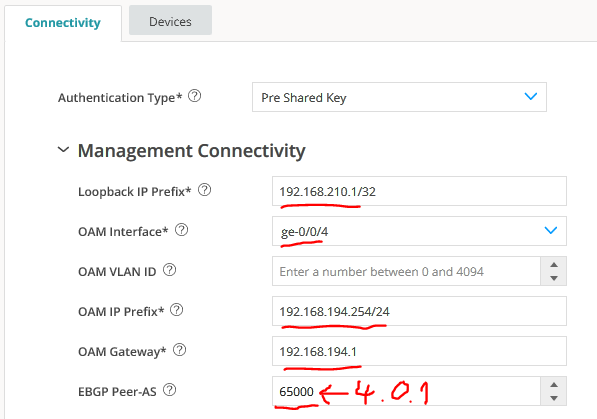 Connectivity
Devices
Authentication Type*
Pre Shared Key
Management Connectivity
Loopback IP Prefix*
192.168.210.1/32
OAM Interface*
ge-0/0/4
OAM VLAN ID
Enter a number between 0 and 4094
OAM IP Prefix*
192.168.194.254/24
OAM Gateway*
192.168.194.1
EBGP Peer-AS
65000 ← 4.0.1